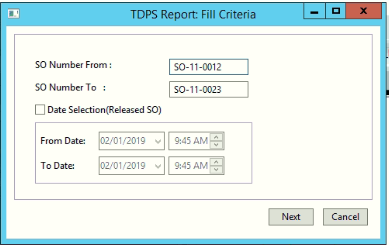 TDPS Report: Fill Criteria
SO Number From : SO-11-0012
SO Number To : SO-11-0023
Date Selection(Released SO)
From Date: 02/01/2019 9:45 AM
To Date: 02/01/2019 9:45 AM
Next Cancel